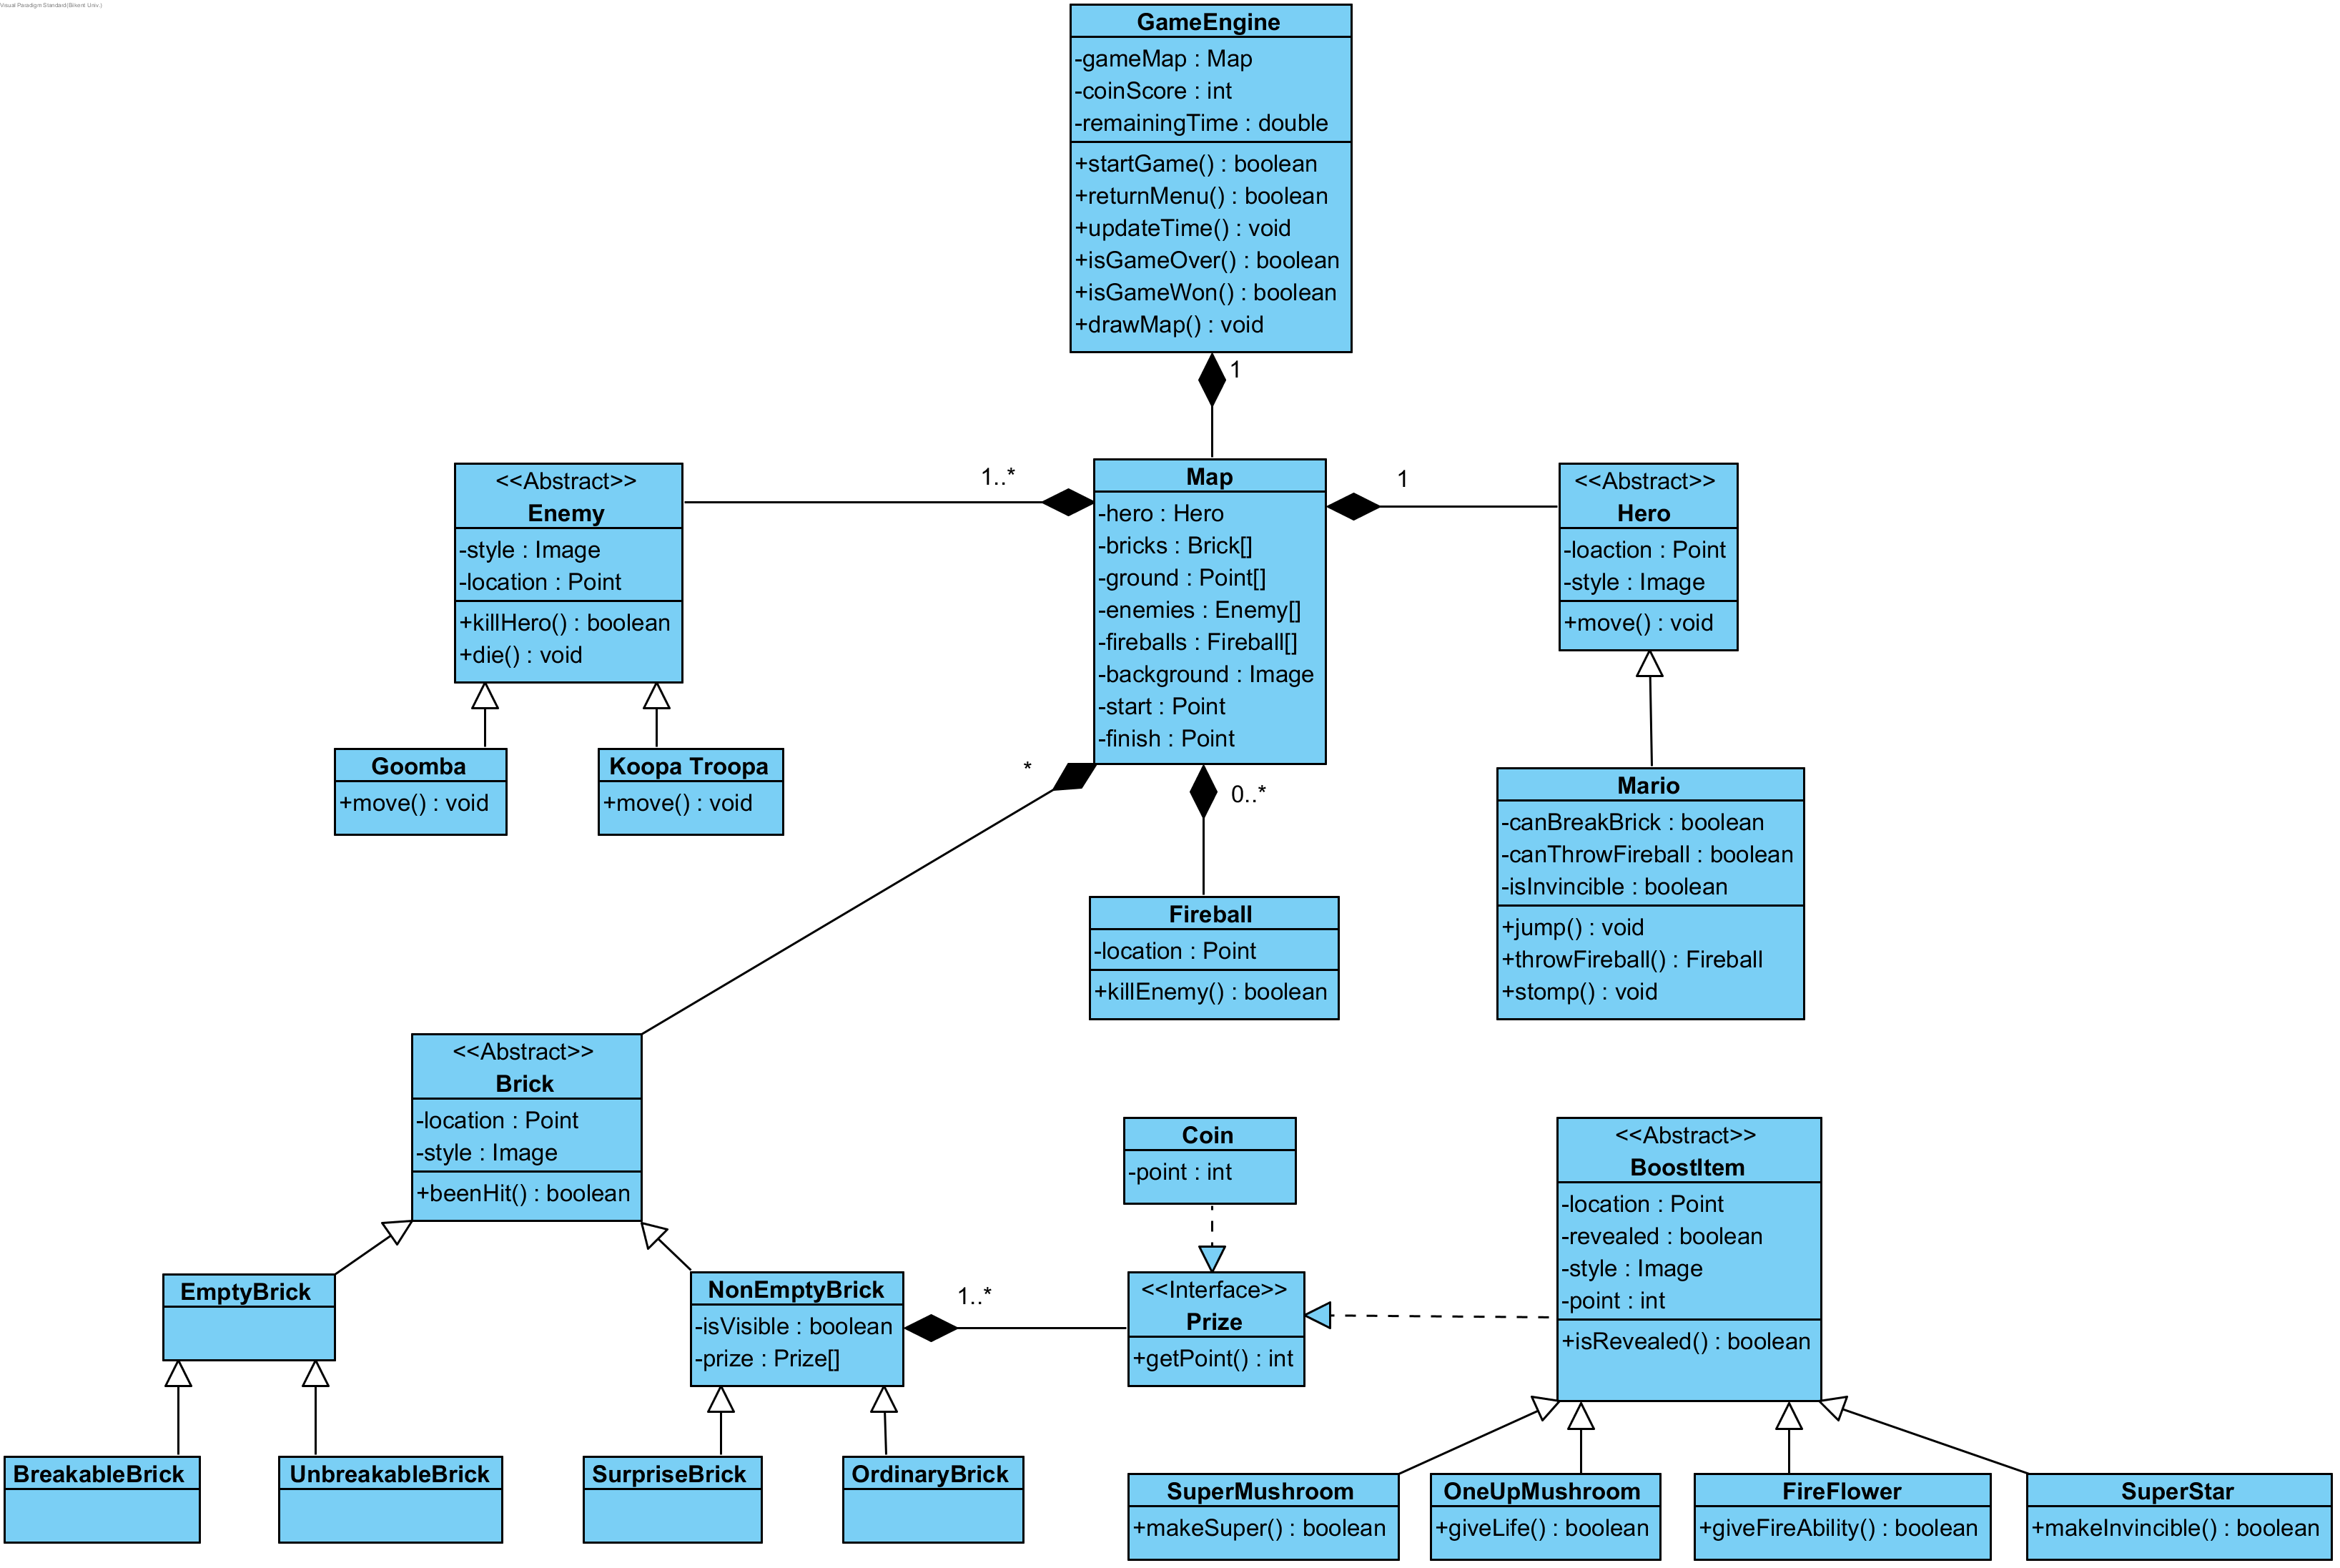 Visual Paradigm Standard(Bilkent Univ.)
GameEngine
-gameMap : Map
-coinScore : int
-remainingTime : double
+startGame() : boolean
+returnMenu() : boolean
+updateTime() : void
+isGameOver() : boolean
+isGameWon() : boolean
+drawMap() : void
1
<<Abstract>>
Enemy
-style : Image
-location : Point
+killHero() : boolean
+die() : void
1..*
Map
-hero : Hero
-bricks : Brick[]
-ground : Point[]
-enemies : Enemy[]
-fireballs : Fireball[]
-background : Image
-start : Point
-finish : Point
1
<<Abstract>>
Hero
-loaction : Point
-style : Image
+move() : void
Goomba
+move() : void
Koopa Troopa
+move() : void
*
0..*
Mario
-canBreakBrick : boolean
-canThrowFireball : boolean
-isInvincible : boolean
+jump() : void
+throwFireball() : Fireball
+stomp() : void
Fireball
-location : Point
+killEnemy() : boolean
<<Abstract>>
Brick
-location : Point
-style : Image
+beenHit() : boolean
Coin
-point : int
<<Abstract>>
BoostItem
-location : Point
-revealed : boolean
-style : Image
-point : int
+isRevealed() : boolean
EmptyBrick
NonEmptyBrick
-isVisible : boolean
-prize : Prize[]
1..*
<<Interface>>
Prize
+getPoint() : int
BreakableBrick
UnbreakableBrick
SurpriseBrick
OrdinaryBrick
SuperMushroom
+makeSuper() : boolean
OneUpMushroom
+giveLife() : boolean
FireFlower
+giveFireAbility() : boolean
SuperStar
+makeInvincible() : boolean